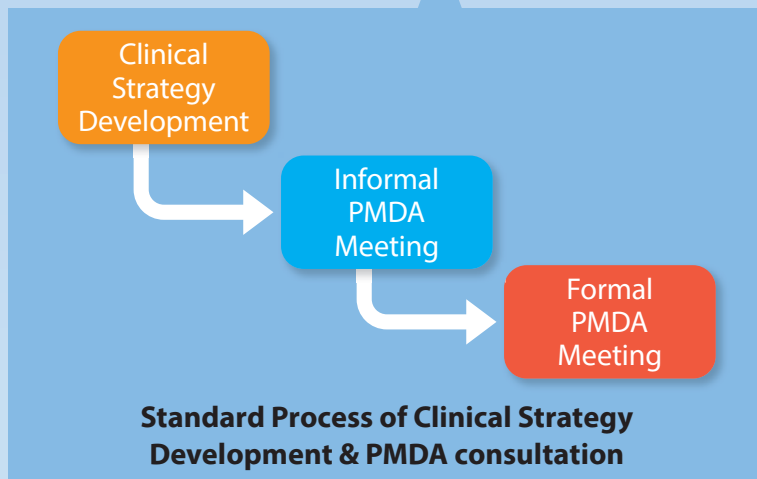 Clinical
Strategy
Development
Informal
PMDA
Meeting
Formal
PMDA
Meeting
Standard Process of Clinical Strategy
Development & PMDA consultation